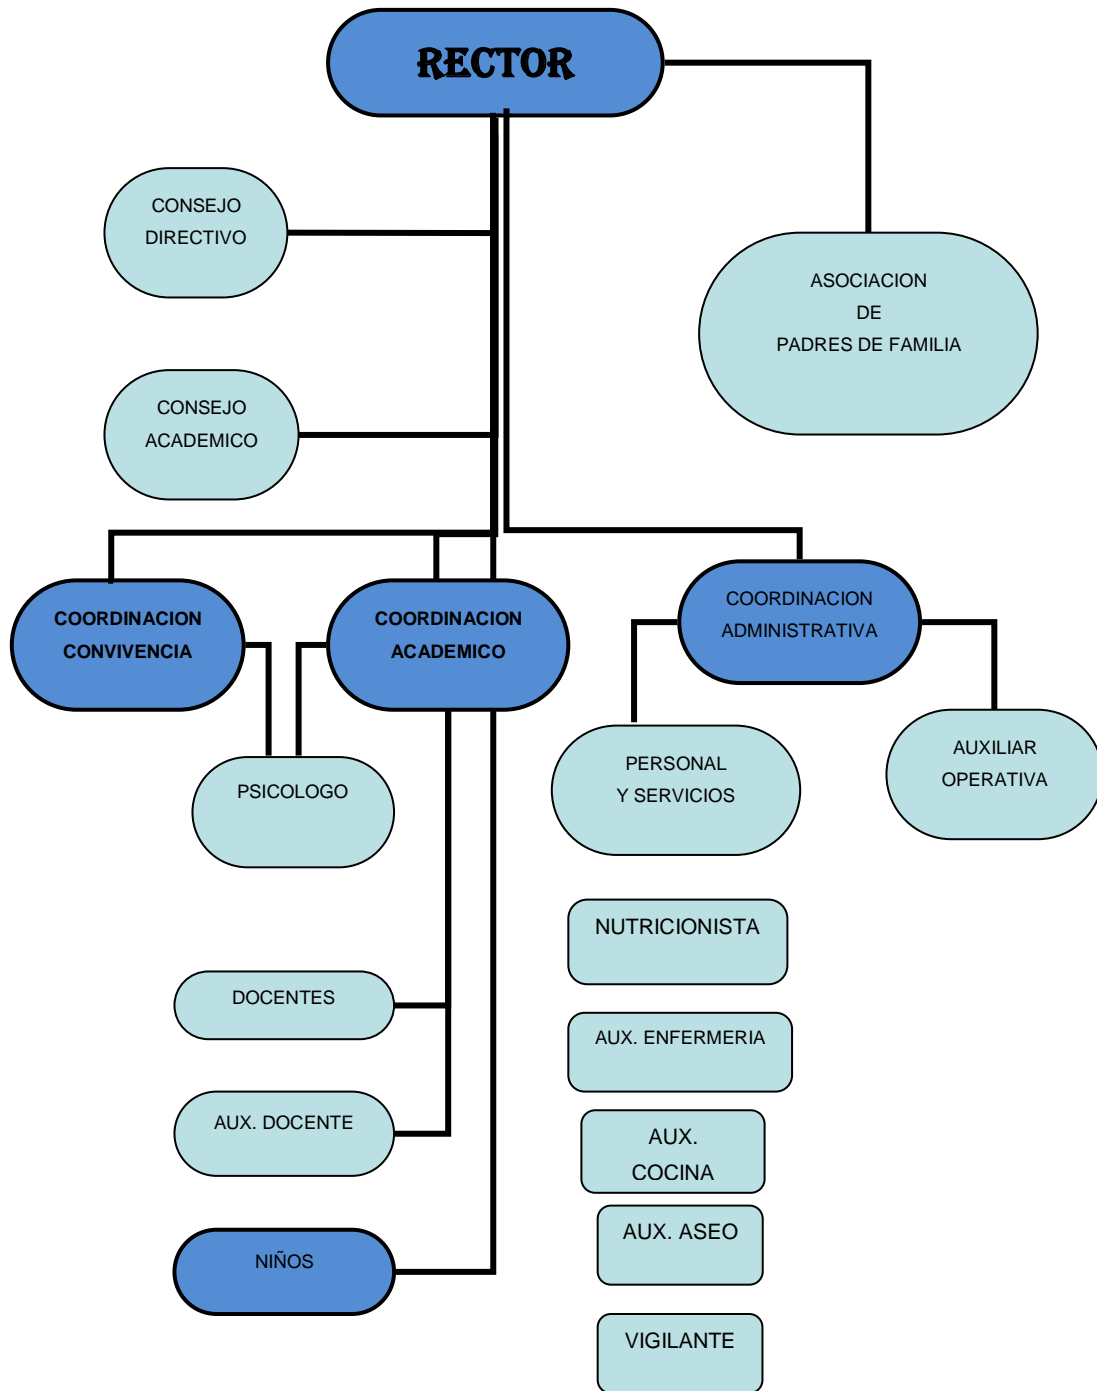 RECTOR
CONSEJO
DIRECTIVO
ASOCIACION
DE
PADRES DE FAMILIA
CONSEJO
ACADEMICO
COORDINACION
CONVIVENCIA
COORDINACION
ACADEMICO
COORDINACION
ADMINISTRATIVA
PSICOLOGO
PERSONAL
Y SERVICIOS
AUXILIAR
OPERATIVA
NUTRICIONISTA
DOCENTES
AUX. ENFERMERIA
AUX. DOCENTE
AUX.
COCINA
AUX. ASEO
NIÑOS
VIGILANTE